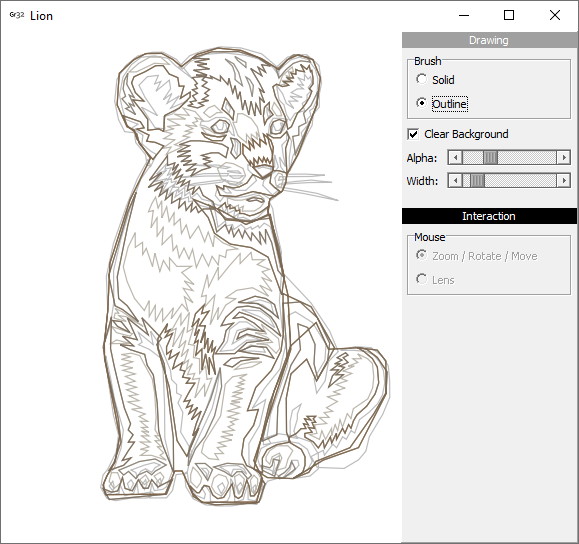 Gr32 Lion
Drawing
Brush
Solid
Outline
Clear Background
Alpha:
Width:
Interaction
Mouse
Zoom / Rotate / Move
Lens